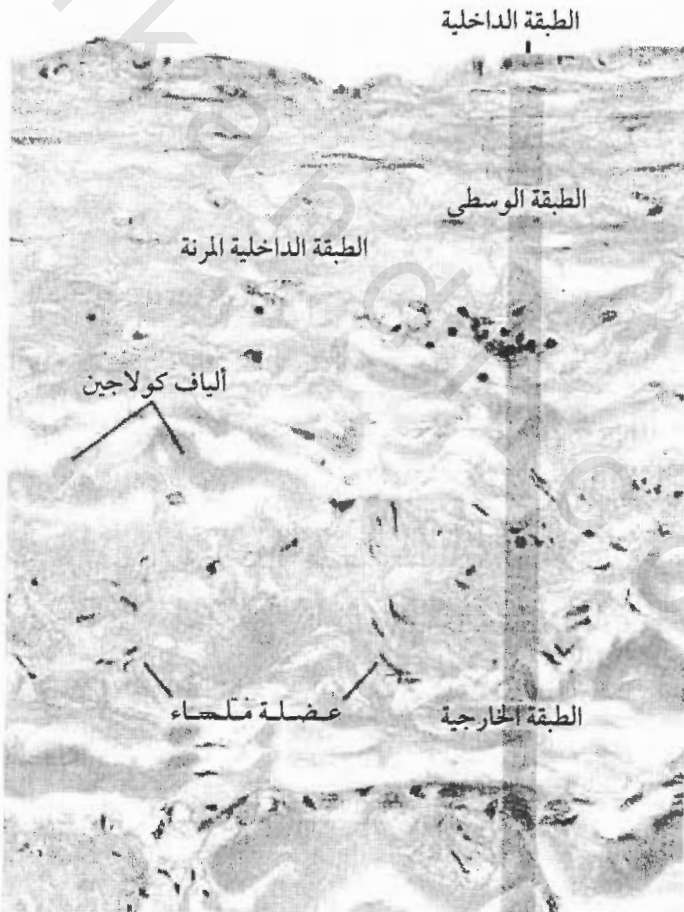 الطبقة الداخلية
الطبقة الوسطى
الطبقة الداخلية المرنة
ألياف كولاجين
عضلة ملساء
الطبقة الخارجية